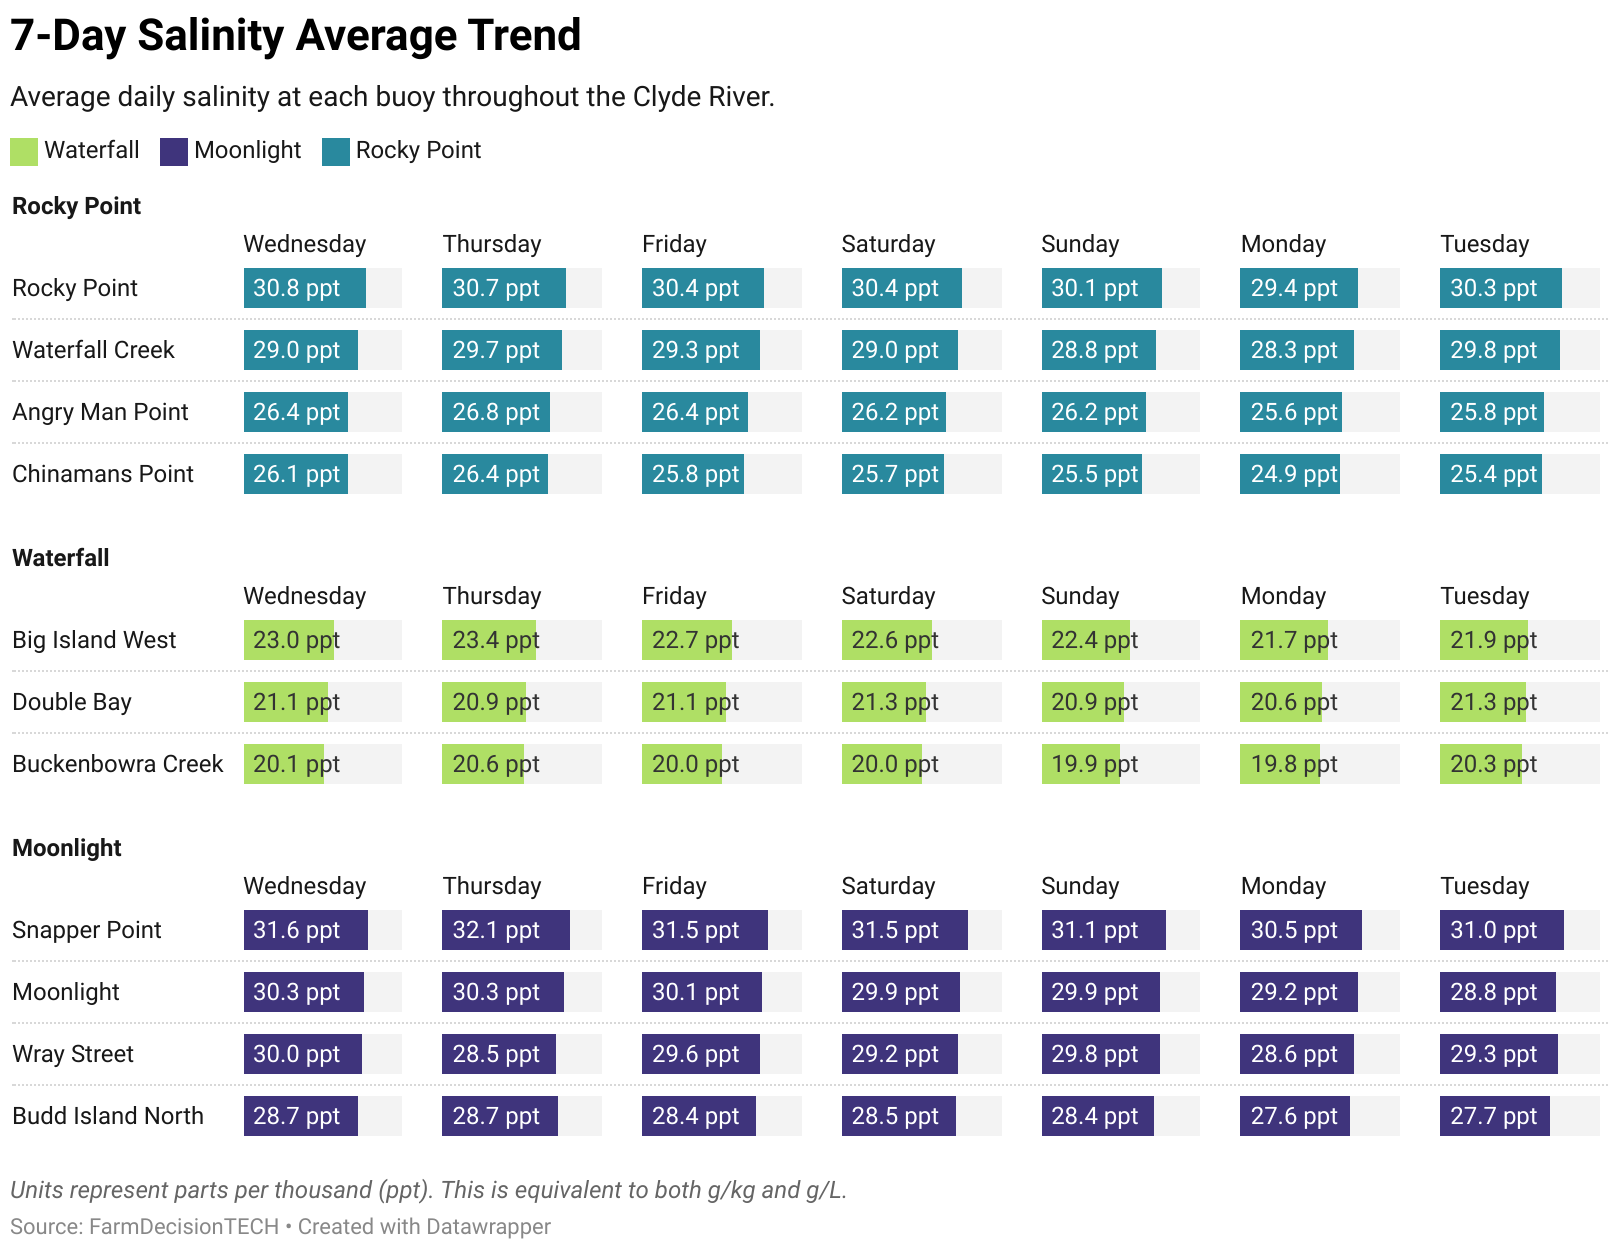 7-Day Salinity Average Trend
Average daily salinity at each buoy throughout the Clyde River.
Waterfall Moonlight Rocky Point
Rocky Point
Wednesday Thursday Friday Saturday Sunday Monday Tuesday
Rocky Point 30.8 ppt 30.7 ppt 30.4 ppt 30.4 ppt 30.1 ppt 29.4 ppt 30.3 ppt
Waterfall Creek 29.0 ppt 29.7 ppt 29.3 ppt 29.0 ppt 28.8 ppt 28.3 ppt 29.8 ppt
Angry Man Point 26.4 ppt 26.8 ppt 26.4 ppt 26.2 ppt 26.2 ppt 25.6 ppt 25.8 ppt
Chinamans Point 26.1 ppt 26.4 ppt 25.8 ppt 25.7 ppt 25.5 ppt 24.9 ppt 25.4 ppt
Waterfall
Wednesday Thursday Friday Saturday Sunday Monday Tuesday
Big Island West 23.0 ppt 23.4 ppt 22.7 ppt 22.6 ppt 22.4 ppt 21.7 ppt 21.9 ppt
Double Bay 21.1 ppt 20.9 ppt 21.1 ppt 21.3 ppt 20.9 ppt 20.6 ppt 21.3 ppt
Buckenbowra Creek 20.1 ppt 20.6 ppt 20.0 ppt 20.0 ppt 19.9 ppt 19.8 ppt 20.3 ppt
Moonlight
Wednesday Thursday Friday Saturday Sunday Monday Tuesday
Snapper Point 31.6 ppt 32.1 ppt 31.5 ppt 31.5 ppt 31.1 ppt 30.5 ppt 31.0 ppt
Moonlight 30.3 ppt 30.3 ppt 30.1 ppt 29.9 ppt 29.9 ppt 29.2 ppt 28.8 ppt
Wray Street 30.0 ppt 28.5 ppt 29.6 ppt 29.2 ppt 29.8 ppt 28.6 ppt 29.3 ppt
Budd Island North 28.7 ppt 28.7 ppt 28.4 ppt 28.5 ppt 28.4 ppt 27.6 ppt 27.7 ppt
Units represent parts per thousand (ppt). This is equivalent to both g/kg and g/L.
Source: FarmDecisionTECH • Created with Datawrapper